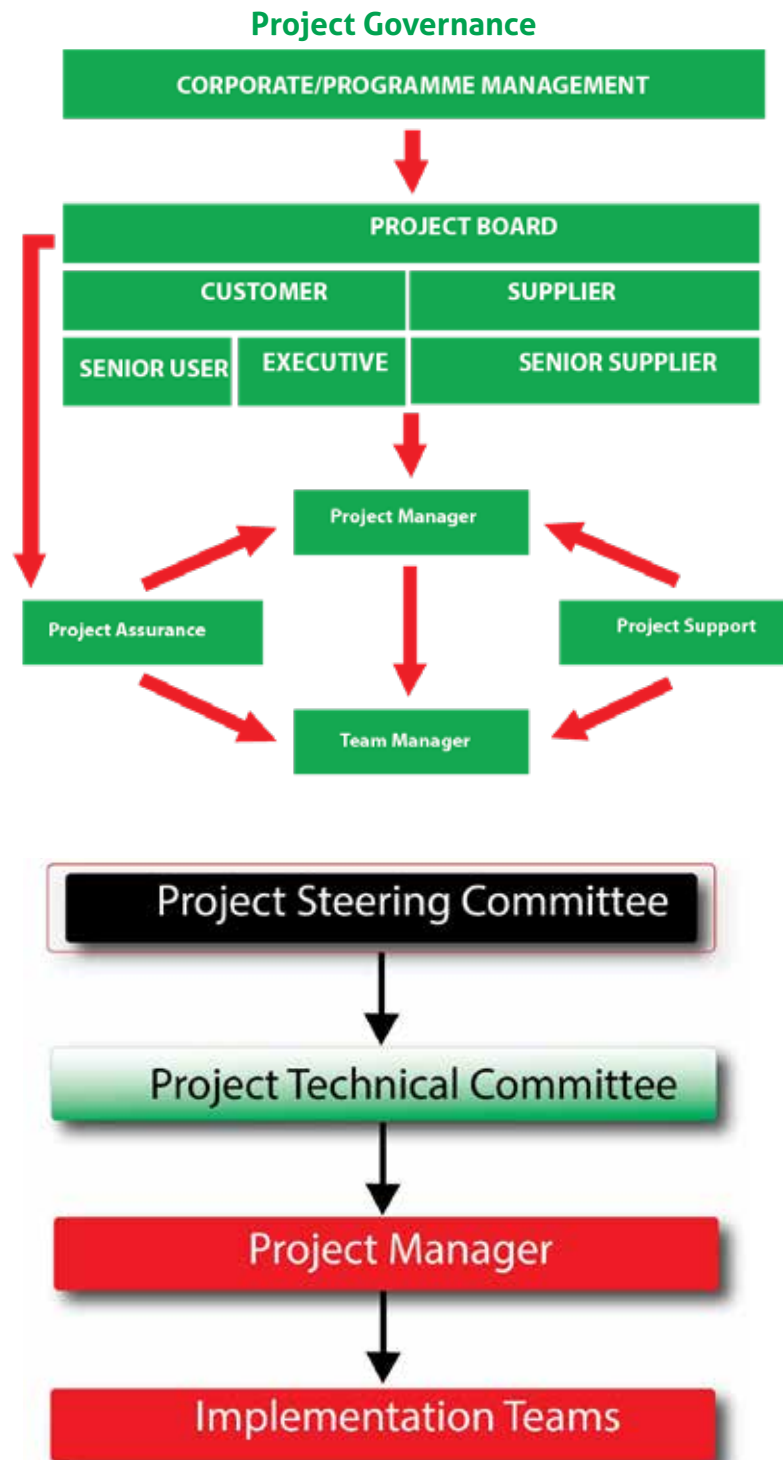 Project Governance
CORPORATE/PROGRAMME MANAGEMENT
PROJECT BOARD
CUSTOMER
SUPPLIER
SENIOR USER
EXECUTIVE
SENIOR SUPPLIER
Project Manager
Project Assurance
Project Support
Team Manager
Project Steering Committee
Project Technical Committee
Project Manager
Implementation Teams